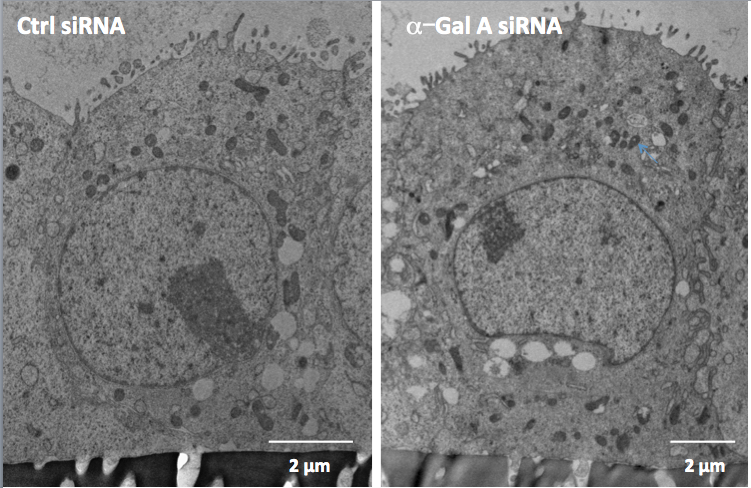 Ctrl siRNA
α−Gal A siRNA
2 µm
2 µm